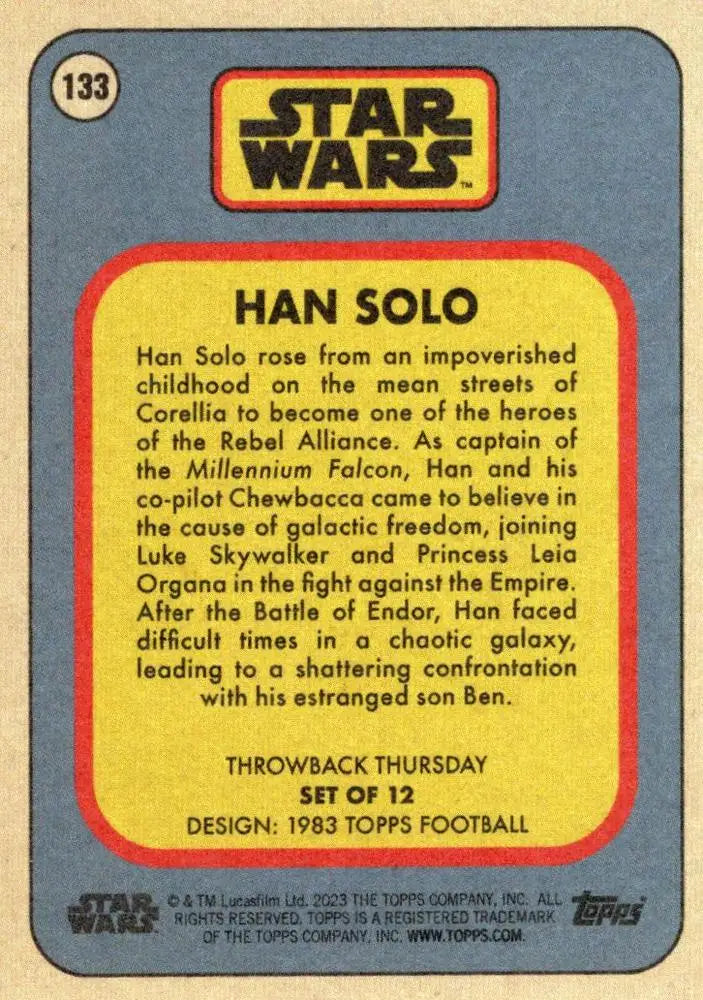 133
STAR
WARS
™
HAN SOLO
Han Solo rose from an impoverished
childhood on the mean streets of
Corellia to become one of the heroes
of the Rebel Alliance. As captain of
the Millennium Falcon, Han and his
co-pilot Chewbacca came to believe in
the cause of galactic freedom, joining
Luke Skywalker and Princess Leia
Organa in the fight against the Empire.
After the Battle of Endor, Han faced
difficult times in a chaotic galaxy,
leading to a shattering confrontation
with his estranged son Ben.
THROWBACK THURSDAY
SET OF 12
DESIGN: 1983 TOPPS FOOTBALL
STAR
WARS
© & TM Lucasfilm Ltd. 2023 THE TOPPS COMPANY, INC. ALL
RIGHTS RESERVED. TOPPS IS A REGISTERED TRADEMARK
OF THE TOPPS COMPANY, INC. WWW.TOPPS.COM.
topps